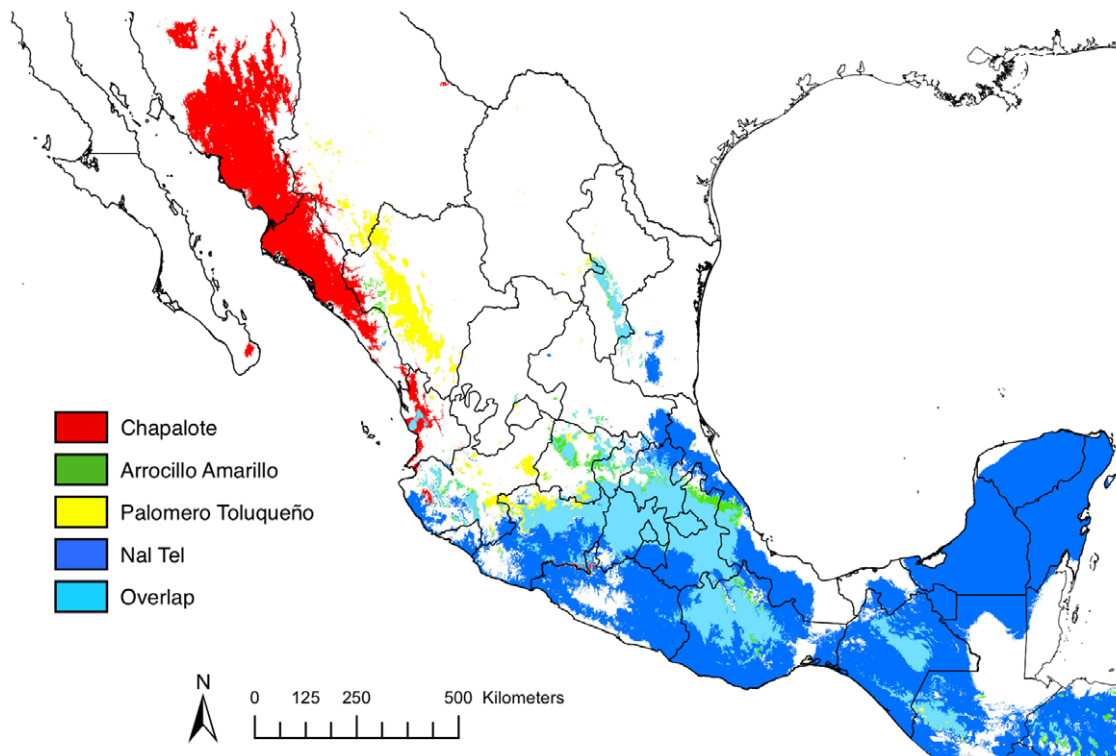 Chapalote
Arrocillo Amarillo
Palomero Toluqueño
Nal Tel
Overlap
N
0 125 250 500 Kilometers